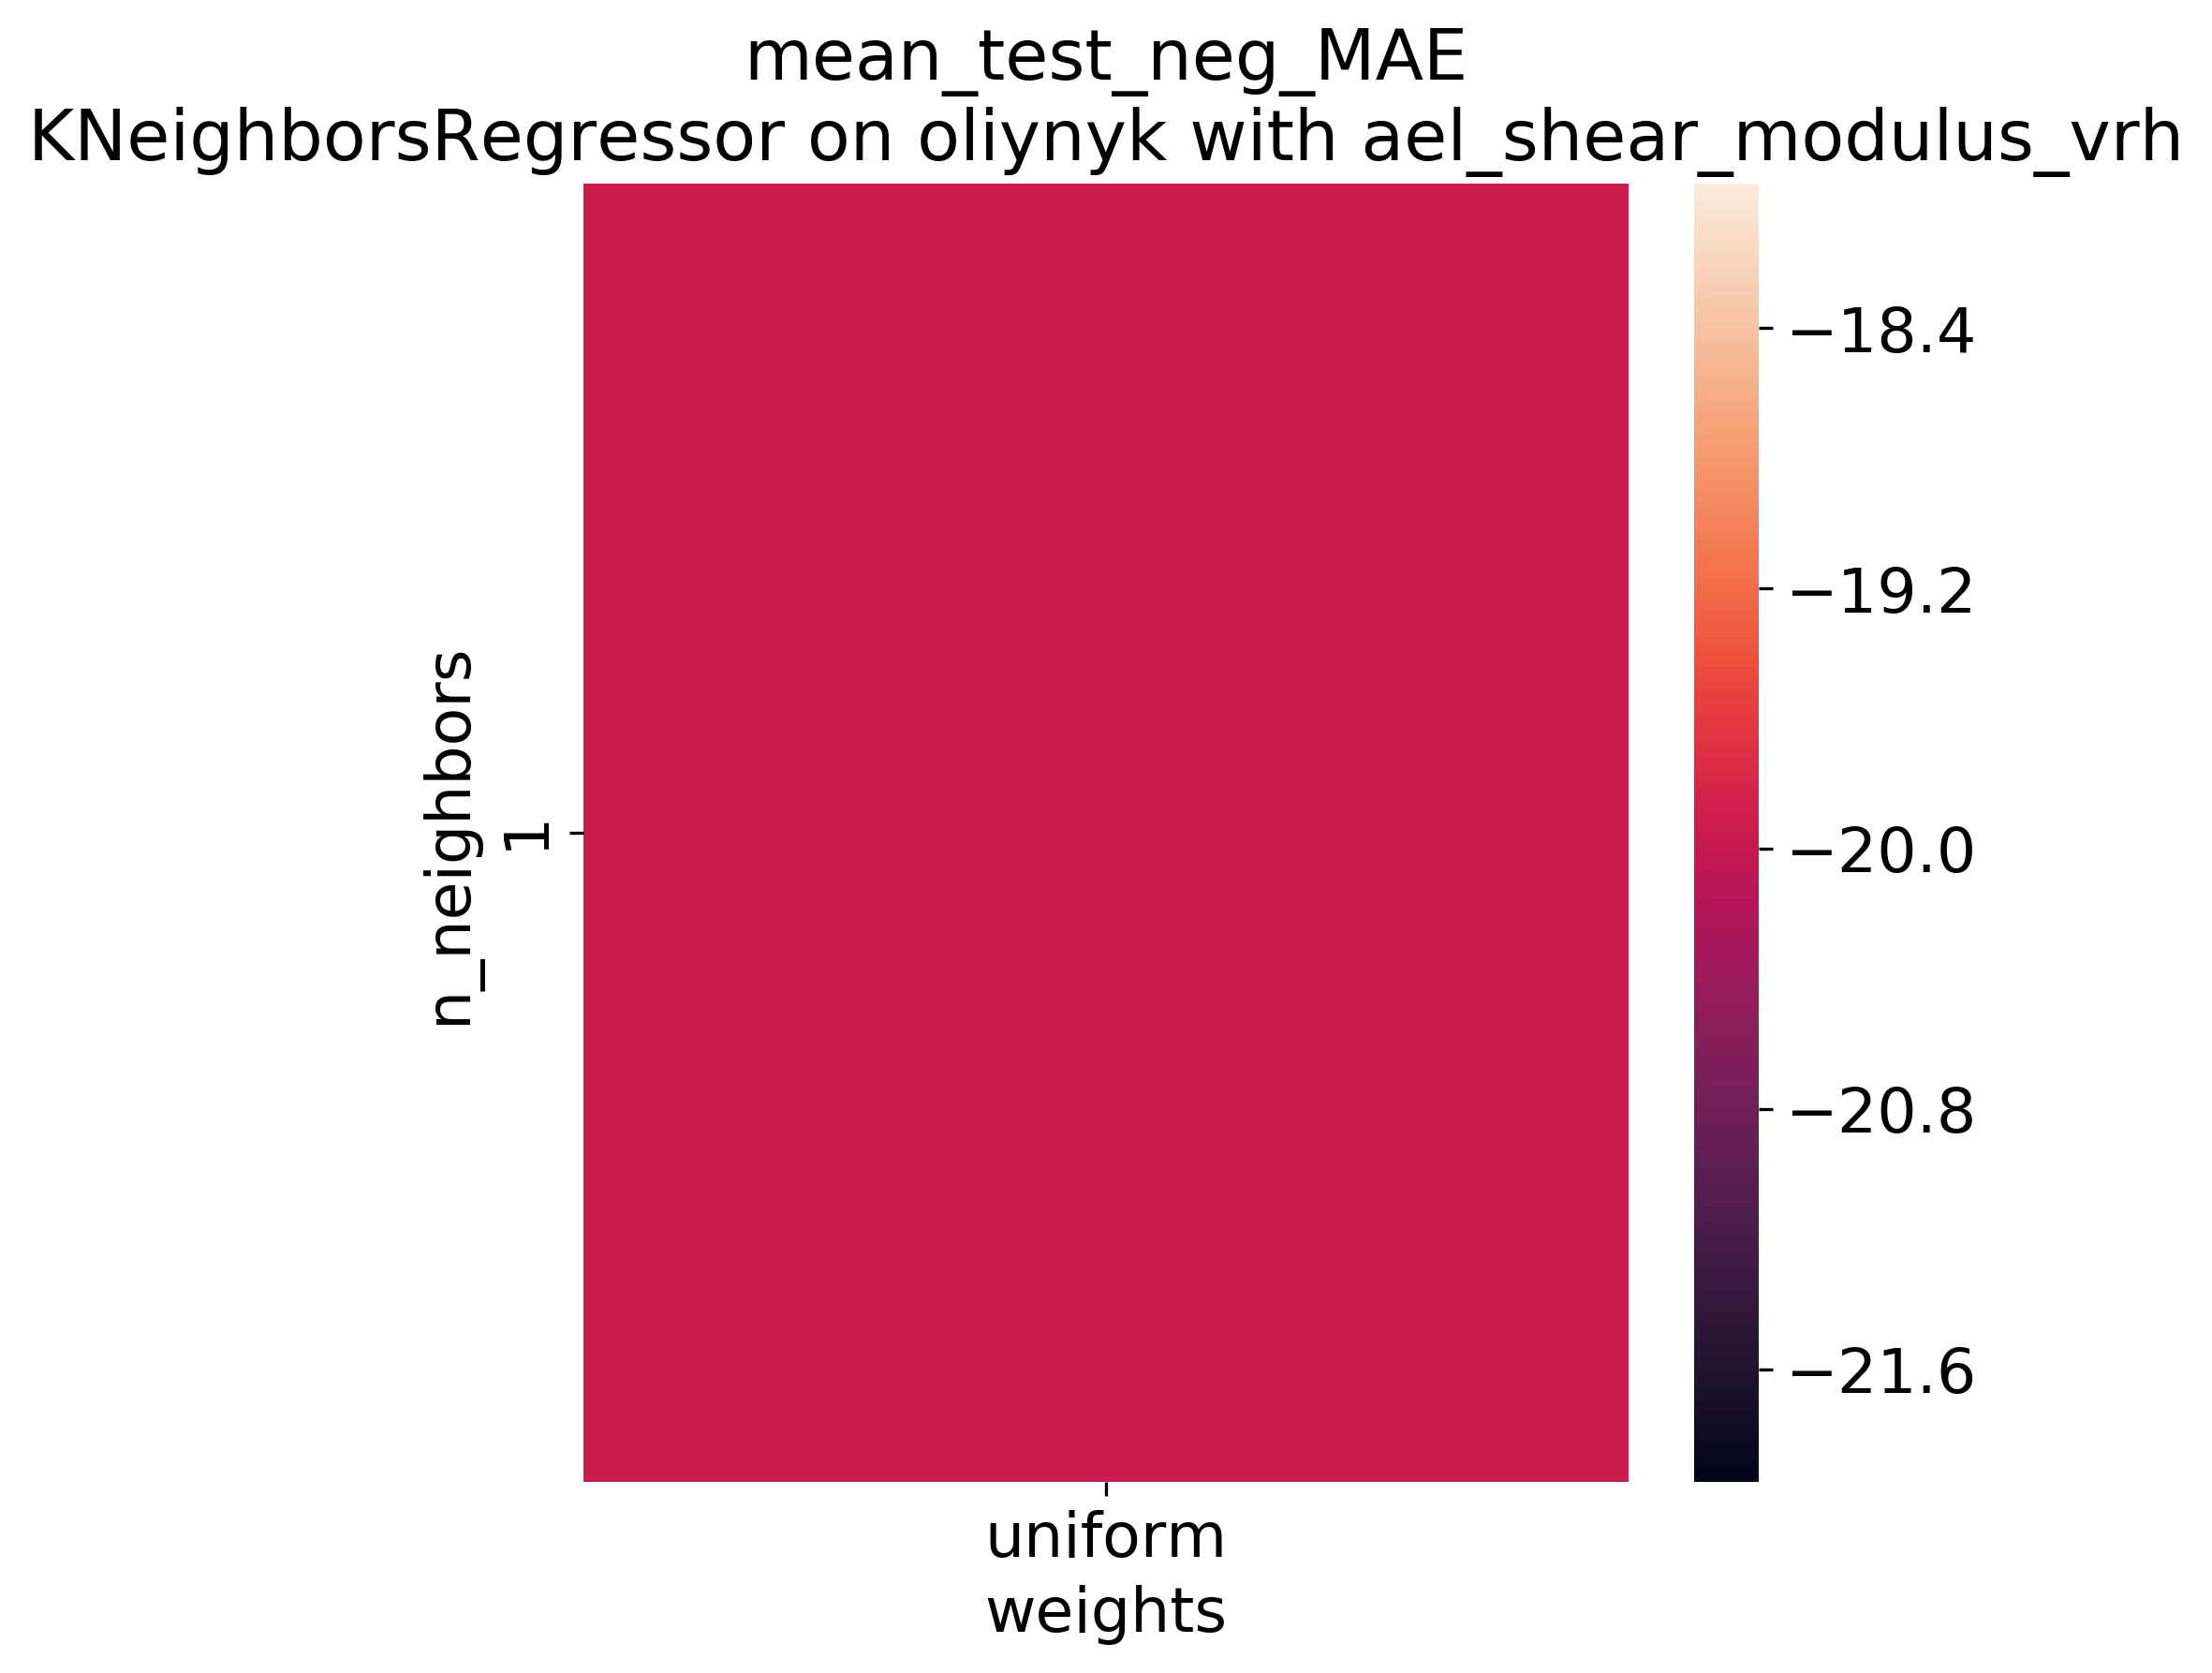 mean_test_neg_MAE
KNeighborsRegressor on oliynyk with ael_shear_modulus_vrh
n_neighbors
1
uniform
weights
−18.4
−19.2
−20.0
−20.8
−21.6